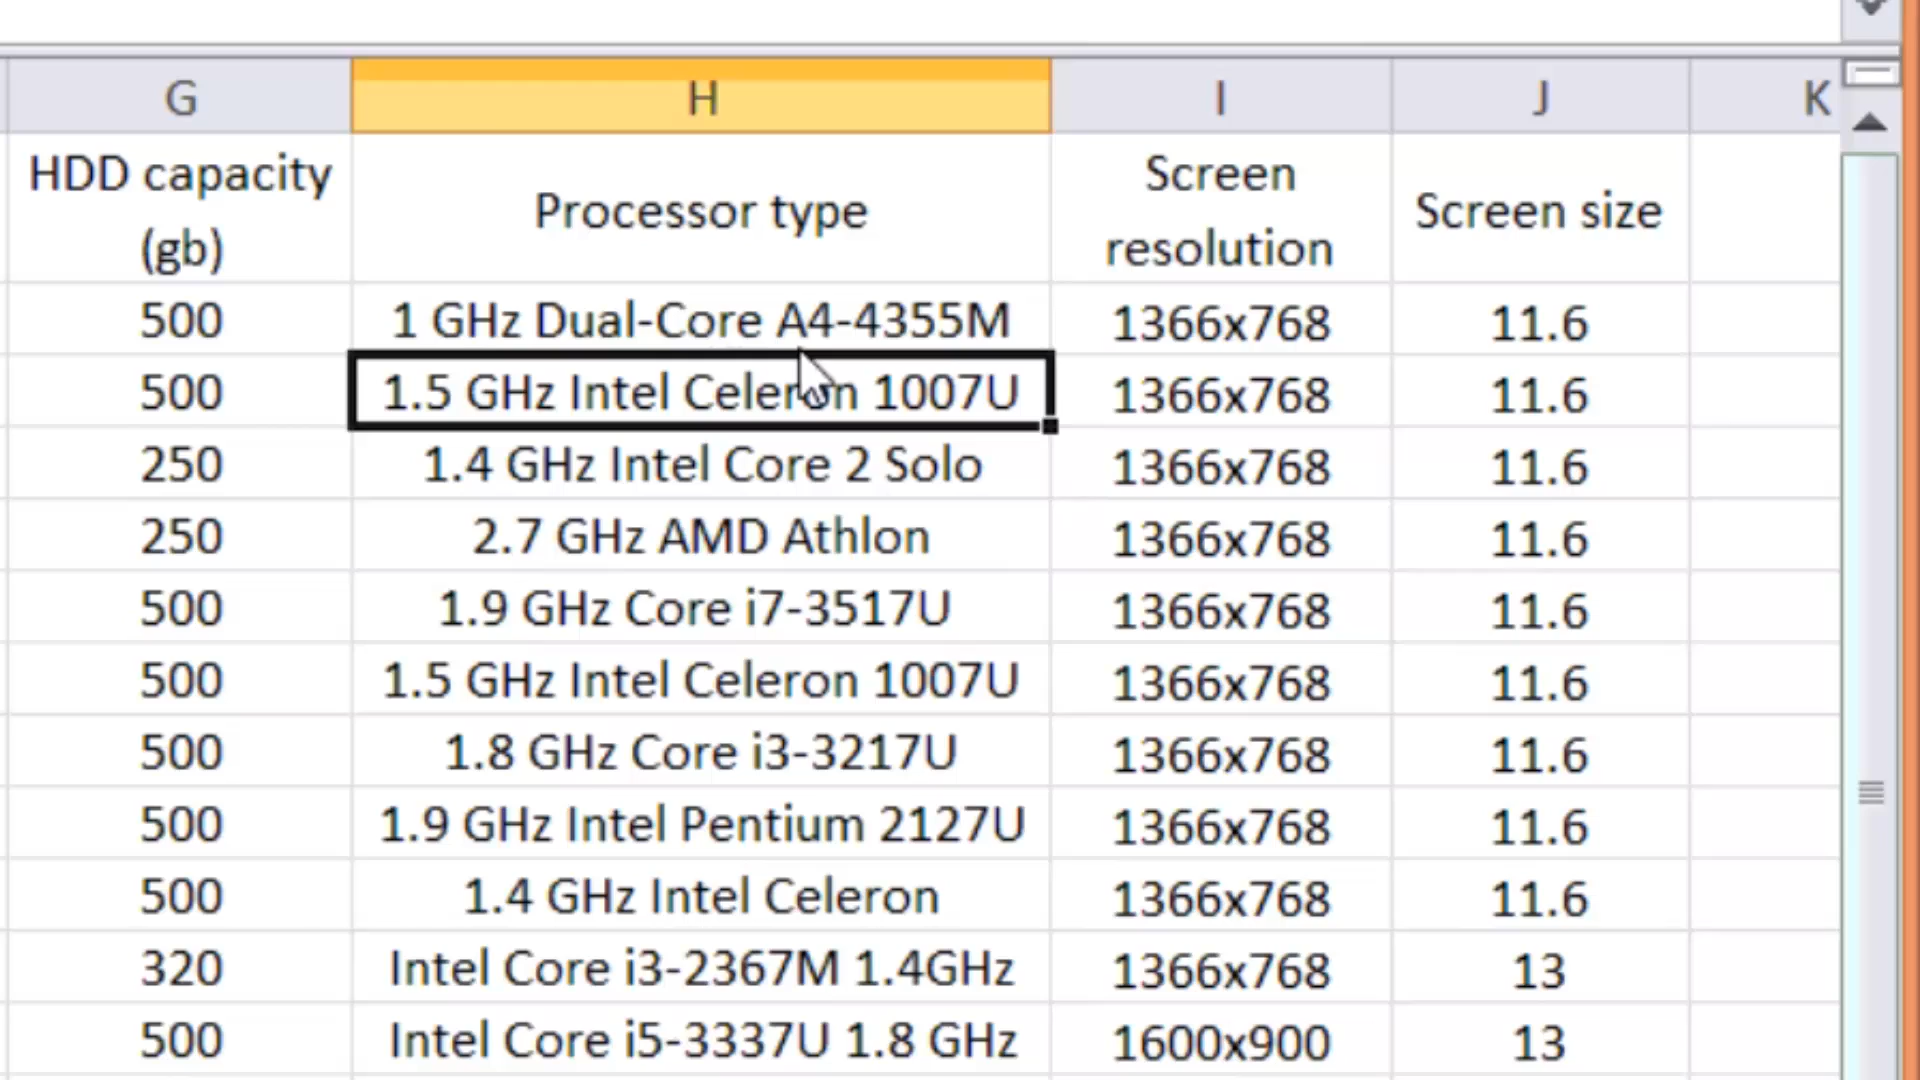 G H I J K
HDD capacity (gb) Processor type Screen resolution Screen size
500 1 GHz Dual-Core A4-4355M 1366x768 11.6
500 1.5 GHz Intel Celeron 1007U 1366x768 11.6
250 1.4 GHz Intel Core 2 Solo 1366x768 11.6
250 2.7 GHz AMD Athlon 1366x768 11.6
500 1.9 GHz Core i7-3517U 1366x768 11.6
500 1.5 GHz Intel Celeron 1007U 1366x768 11.6
500 1.8 GHz Core i3-3217U 1366x768 11.6
500 1.9 GHz Intel Pentium 2127U 1366x768 11.6
500 1.4 GHz Intel Celeron 1366x768 11.6
320 Intel Core i3-2367M 1.4GHz 1366x768 13
500 Intel Core i5-3337U 1.8 GHz 1600x900 13